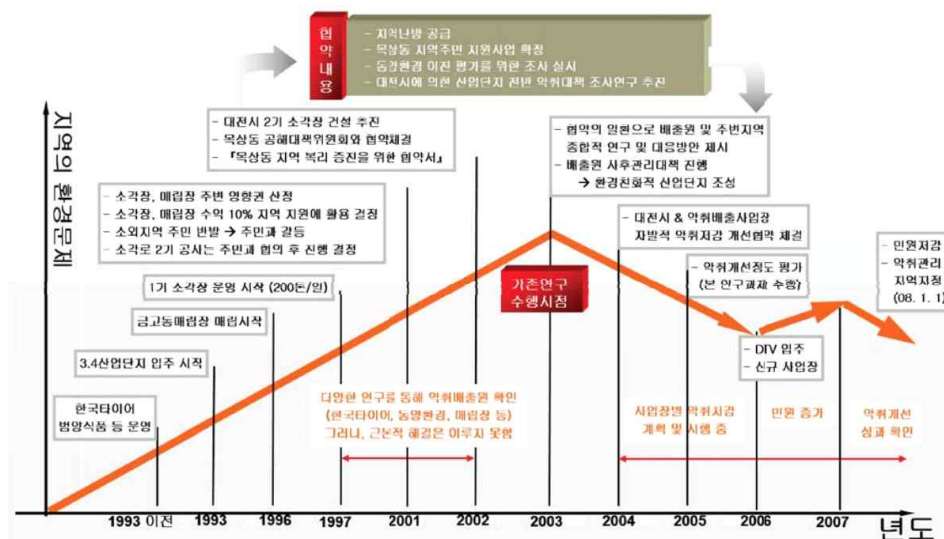 협약내용
- 지역난방 공급
- 목상동 지역주민 지원사업 확정
- 동명환경 이진 평가를 위한 조사 실시
- 대전시에 의한 산업단지 전반 악취대책 조사연구 추진
지역의 환경문제
- 대전시 2기 소각장 건설 추진
- 목상동 공해대책위원회와 협약체결
- 『목상동 지역 복리 증진을 위한 협약서』
- 협약의 일환으로 배출원 및 주변지역
종합적 연구 및 대응방안 제시
- 배출원 사후관리대책 진행
→ 환경친화적 산업단지 조성
- 소각장, 매립장 주변 영향권 산정
- 소각장, 매립장 수익 10% 지역 지원에 활용 결정
- 소외지역 주민 반발 → 주민과 갈등
- 소각로 2기 공사는 주민과 협의 후 진행 결정
- 대전시 & 악취배출사업장
자발적 악취저감 개선협약 체결
- 민원저감
- 악취관리
지역지정
(08. 1. 1)
- 악취개선정도 평가
(본 연구과제 수행)
기존연구
수행시점
1기 소각장 운영 시작 (200톤/일)
금고동매립장 매립시작
3.4산업단지 입주 시작
한국타이어
범양식품 등 운영
- DTV 입주
- 신규 사업장
다양한 연구를 통해 악취배출원 확인
(한국타이어, 동명환경, 매립장 등)
그러나, 근본적 해결은 이루지 못함
사업장별 악취저감
계획 및 시행 중
민원 증가
악취개선
성과 확인
1993 이전
1993
1996
1997
2001
2002
2003
2004
2005
2006
2007
년도